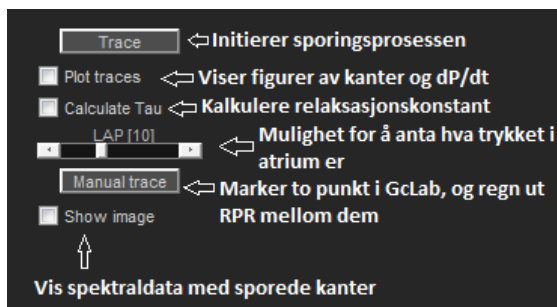 Trace Initierer sporingsprosessen
Plot traces Viser figurer av kanter og dP/dt
Calculate Tau Kalkulere relaksasjonskonstant
LAP [10] Mulighet for å anta hva trykket i
atrium er
Manual trace Marker to punkt i GcLab, og regn ut
Show image RPR mellom dem
Vis spektraldata med sporede kanter